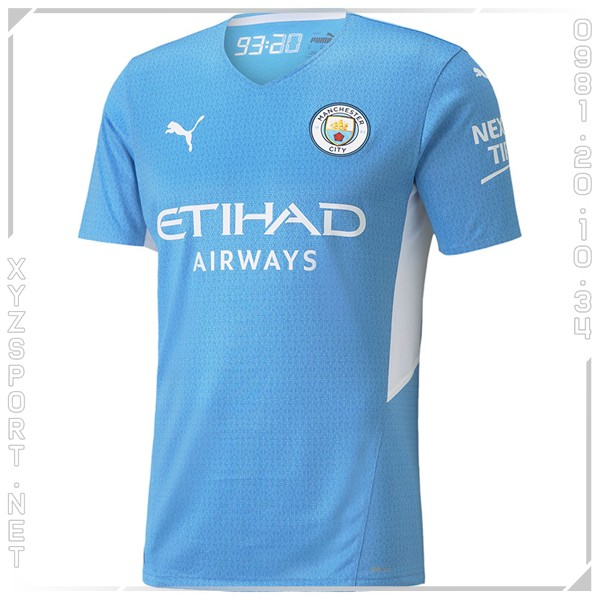 93:20
PUMA
MANCHESTER
CITY
NEX
TI
ETIHAD
AIRWAYS
XYZSPORT.NET
0981.20.10.34